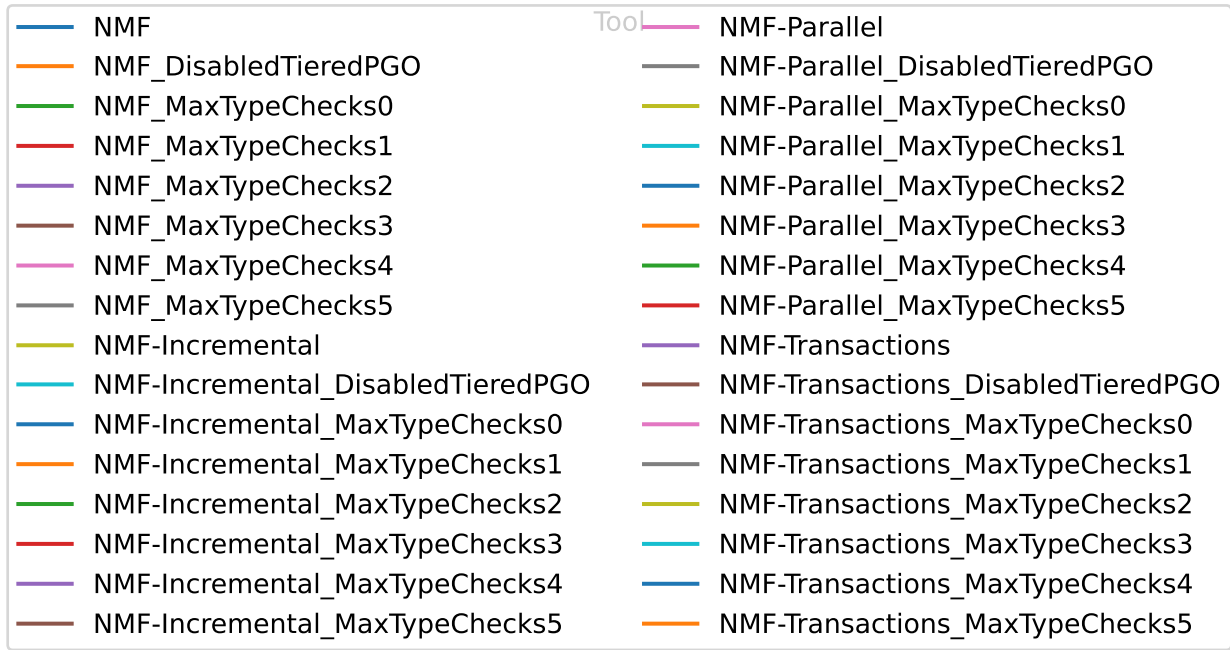 Tool
NMF
NMF_DisabledTieredPGO
NMF_MaxTypeChecks0
NMF_MaxTypeChecks1
NMF_MaxTypeChecks2
NMF_MaxTypeChecks3
NMF_MaxTypeChecks4
NMF_MaxTypeChecks5
NMF-Incremental
NMF-Incremental_DisabledTieredPGO
NMF-Incremental_MaxTypeChecks0
NMF-Incremental_MaxTypeChecks1
NMF-Incremental_MaxTypeChecks2
NMF-Incremental_MaxTypeChecks3
NMF-Incremental_MaxTypeChecks4
NMF-Incremental_MaxTypeChecks5
NMF-Parallel
NMF-Parallel_DisabledTieredPGO
NMF-Parallel_MaxTypeChecks0
NMF-Parallel_MaxTypeChecks1
NMF-Parallel_MaxTypeChecks2
NMF-Parallel_MaxTypeChecks3
NMF-Parallel_MaxTypeChecks4
NMF-Parallel_MaxTypeChecks5
NMF-Transactions
NMF-Transactions_DisabledTieredPGO
NMF-Transactions_MaxTypeChecks0
NMF-Transactions_MaxTypeChecks1
NMF-Transactions_MaxTypeChecks2
NMF-Transactions_MaxTypeChecks3
NMF-Transactions_MaxTypeChecks4
NMF-Transactions_MaxTypeChecks5